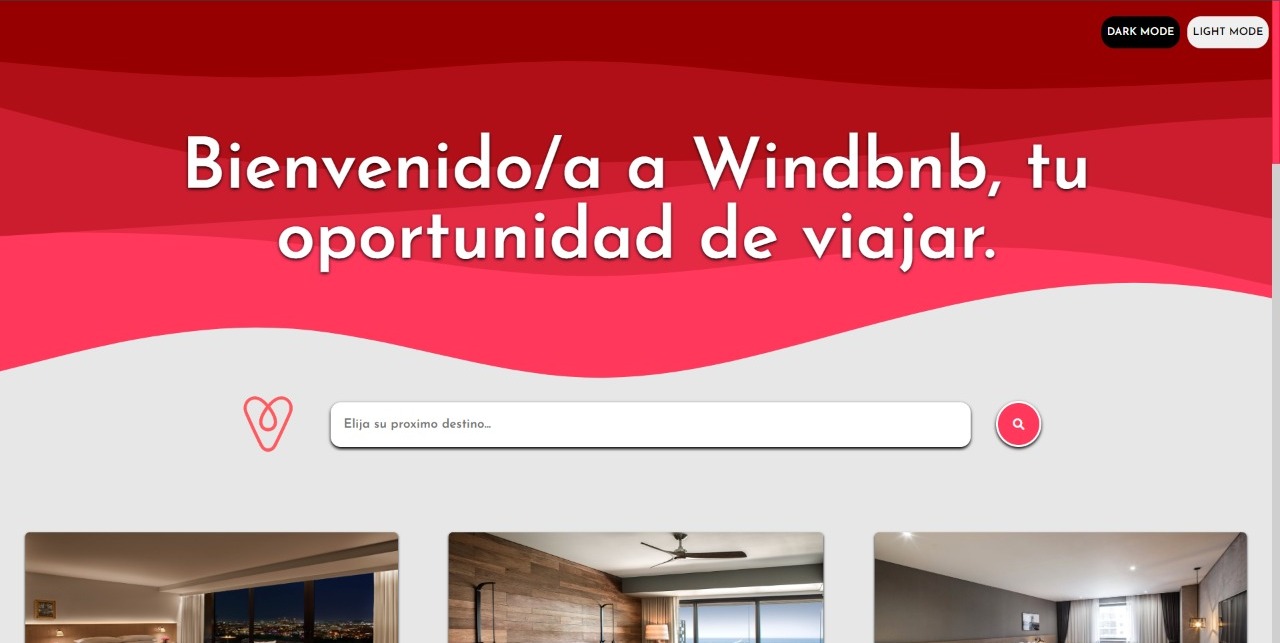 DARK MODE
LIGHT MODE
Bienvenido/a a Windbnb, tu
oportunidad de viajar.
Elija su proximo destino...